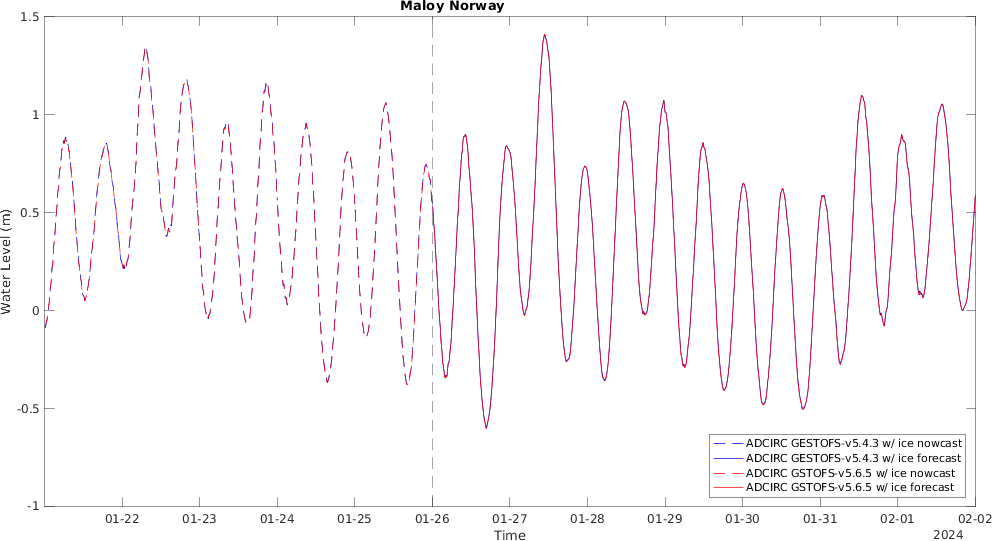 Maloy Norway
1.5
1
0.5
0
-0.5
-1
Water Level (m)
01-22
01-23
01-24
01-25
01-26
01-27
01-28
01-29
01-30
01-31
02-01
02-02
2024
Time
ADCIRC GESTOFS-v5.4.3 w/ ice nowcast
ADCIRC GESTOFS-v5.4.3 w/ ice forecast
ADCIRC GSTOFS-v5.6.5 w/ ice nowcast
ADCIRC GSTOFS-v5.6.5 w/ ice forecast